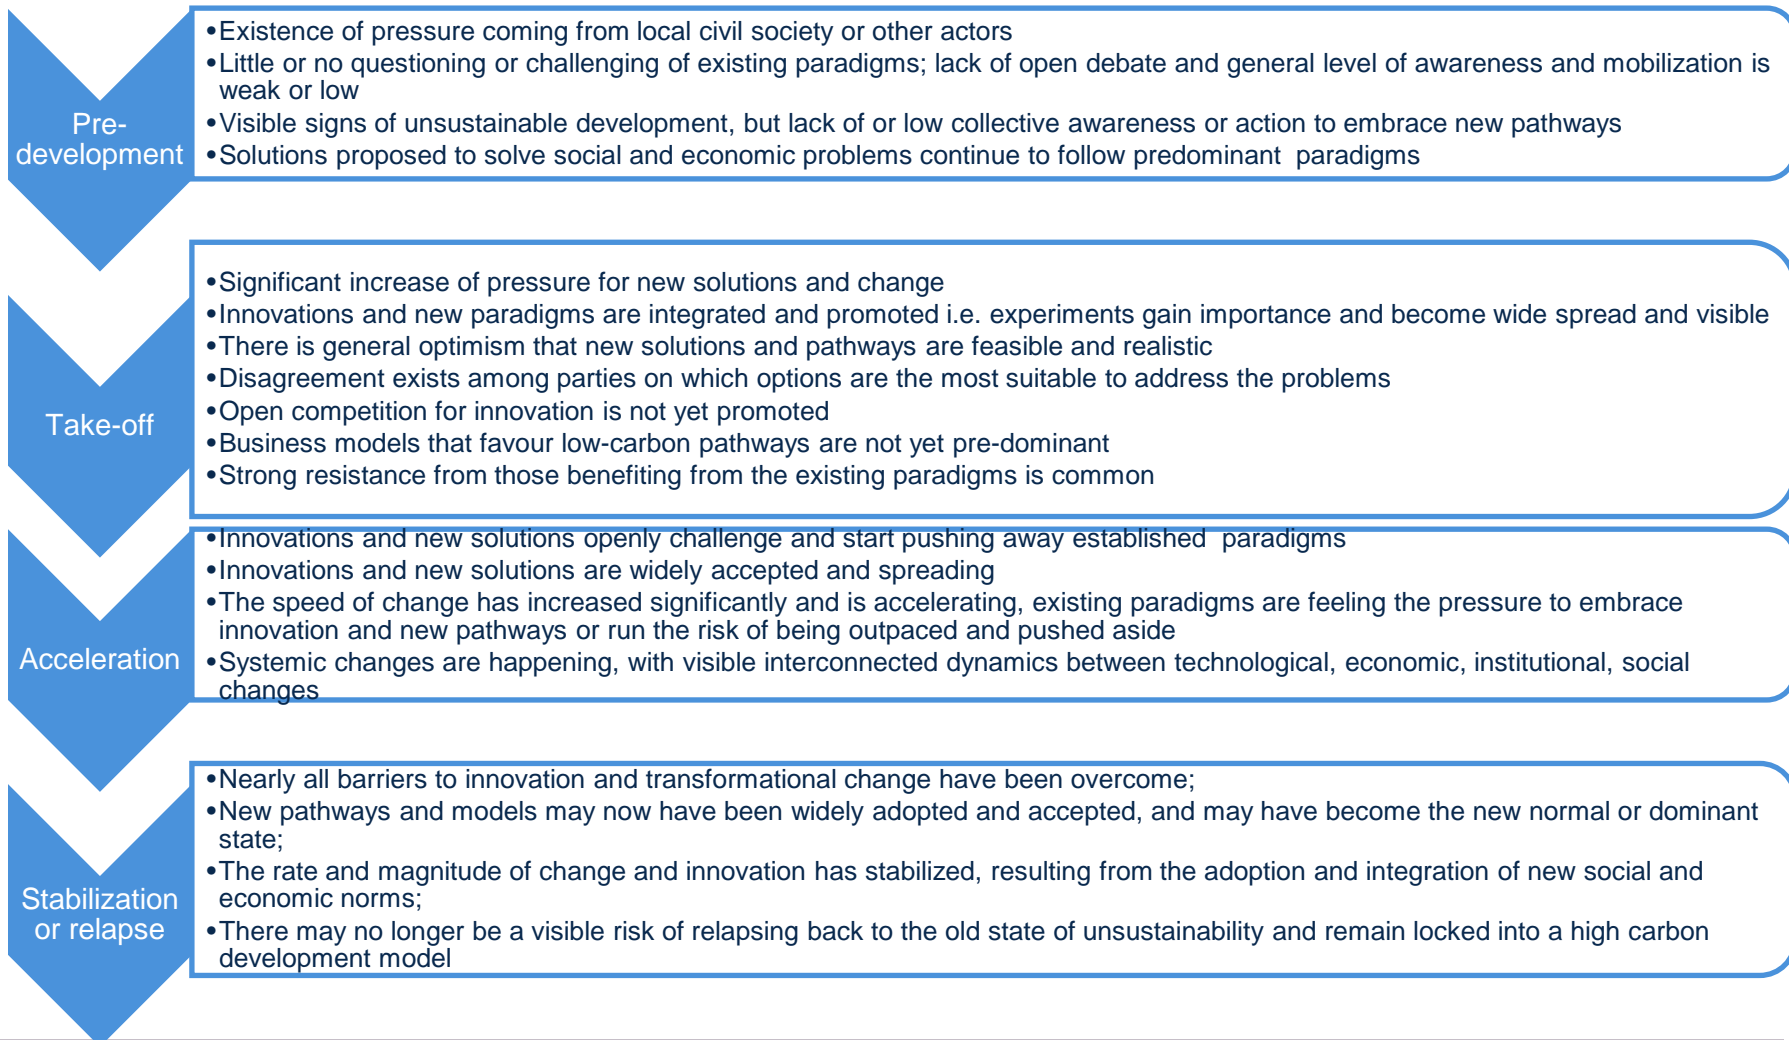 Pre-
development
•Existence of pressure coming from local civil society or other actors
•Little or no questioning or challenging of existing paradigms; lack of open debate and general level of awareness and mobilization is
weak or low
•Visible signs of unsustainable development, but lack of or low collective awareness or action to embrace new pathways
•Solutions proposed to solve social and economic problems continue to follow predominant  paradigms
Take-off
•Significant increase of pressure for new solutions and change
•Innovations and new paradigms are integrated and promoted i.e. experiments gain importance and become wide spread and visible
•There is general optimism that new solutions and pathways are feasible and realistic
•Disagreement exists among parties on which options are the most suitable to address the problems
•Open competition for innovation is not yet promoted
•Business models that favour low-carbon pathways are not yet pre-dominant
•Strong resistance from those benefiting from the existing paradigms is common
Acceleration
•Innovations and new solutions openly challenge and start pushing away established  paradigms
•Innovations and new solutions are widely accepted and spreading
•The speed of change has increased significantly and is accelerating, existing paradigms are feeling the pressure to embrace
innovation and new pathways or run the risk of being outpaced and pushed aside
•Systemic changes are happening, with visible interconnected dynamics between technological, economic, institutional, social
changes
Stabilization
or relapse
•Nearly all barriers to innovation and transformational change have been overcome;
•New pathways and models may now have been widely adopted and accepted, and may have become the new normal or dominant
state;
•The rate and magnitude of change and innovation has stabilized, resulting from the adoption and integration of new social and
economic norms;
•There may no longer be a visible risk of relapsing back to the old state of unsustainability and remain locked into a high carbon
development model